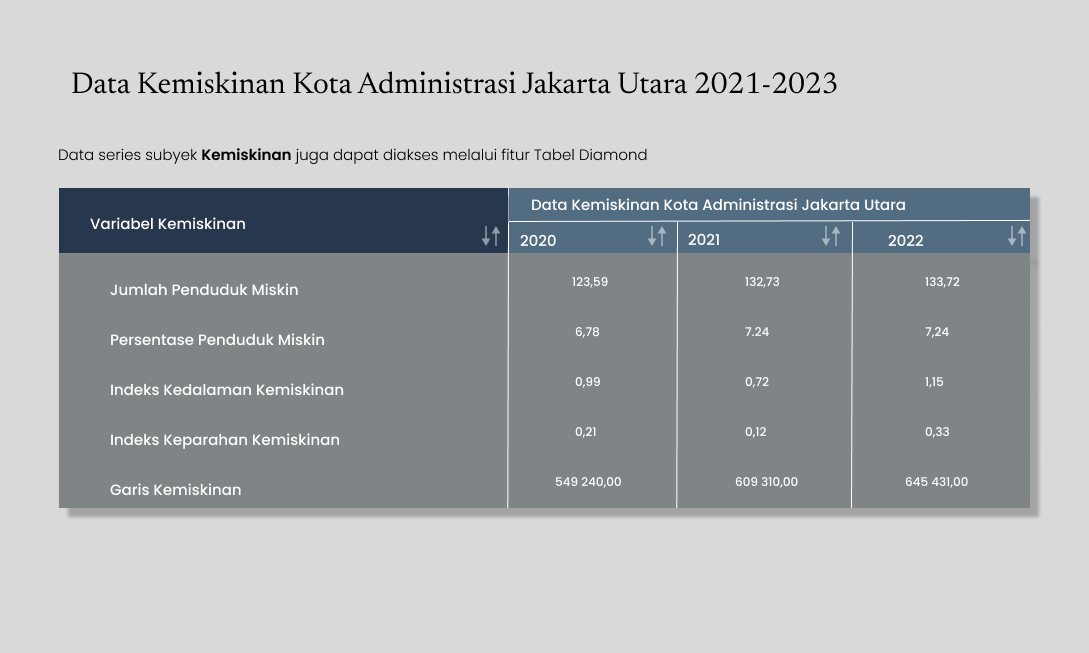 Data Kemiskinan Kota Administrasi Jakarta Utara 2021-2023
Data series subyek Kemiskinan juga dapat diakses melalui fitur Tabel Diamond
Variabel Kemiskinan
Data Kemiskinan Kota Administrasi Jakarta Utara
2020 2021 2022
Jumlah Penduduk Miskin 123,59 132,73 133,72
Persentase Penduduk Miskin 6,78 7.24 7,24
Indeks Kedalaman Kemiskinan 0,99 0,72 1,15
Indeks Keparahan Kemiskinan 0,21 0,12 0,33
Garis Kemiskinan 549 240,00 609 310,00 645 431,00